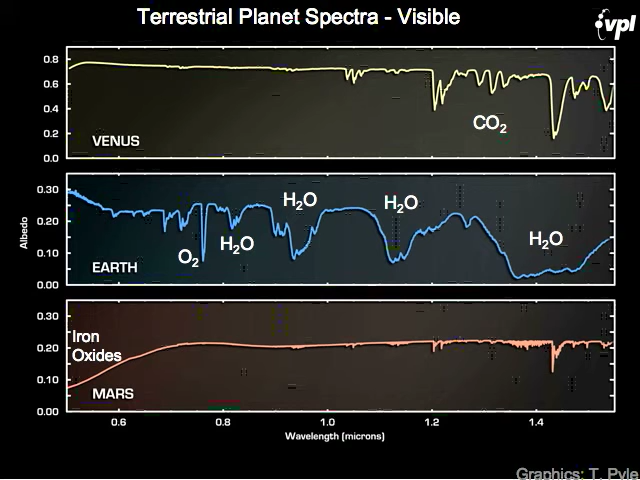 Terrestrial Planet Spectra - Visible
vpl
0.8
0.6
0.4
0.2
0.0
VENUS
CO₂
0.30
0.20
0.10
0.00
Albedo
EARTH
O₂
H₂O
H₂O
H₂O
H₂O
0.30
0.20
0.10
0.00
Iron
Oxides
MARS
0.6 0.8 1.0 1.2 1.4
Wavelength (microns)
Graphics: T. Pyle